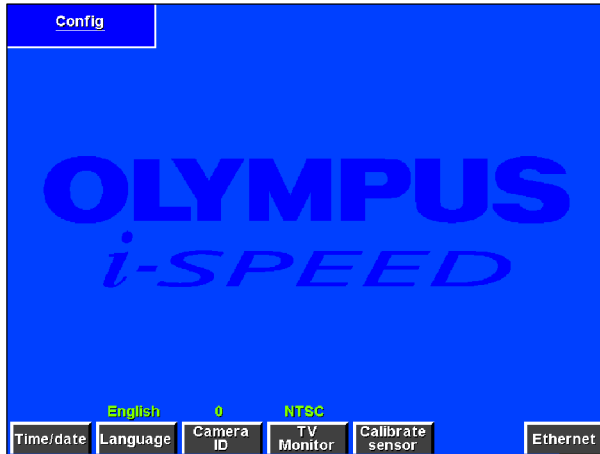 Config
OLYMPUS
i-SPEED
English 0 NTSC
Time/date Language Camera ID TV Monitor Calibrate sensor Ethernet